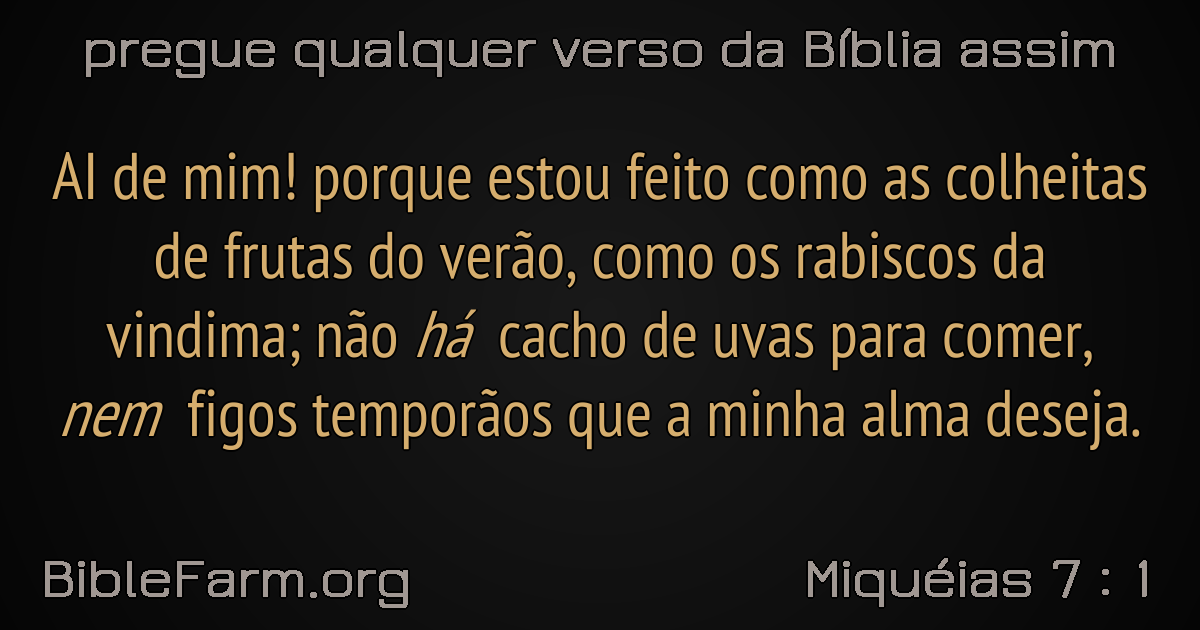 pregue qualquer verso da Bíblia assim
AI de mim! porque estou feito como as colheitas
de frutas do verão, como os rabiscos da
vindima; não há cacho de uvas para comer,
nem figos temporãos que a minha alma deseja.
BibleFarm.org
Miquéias 7 : 1